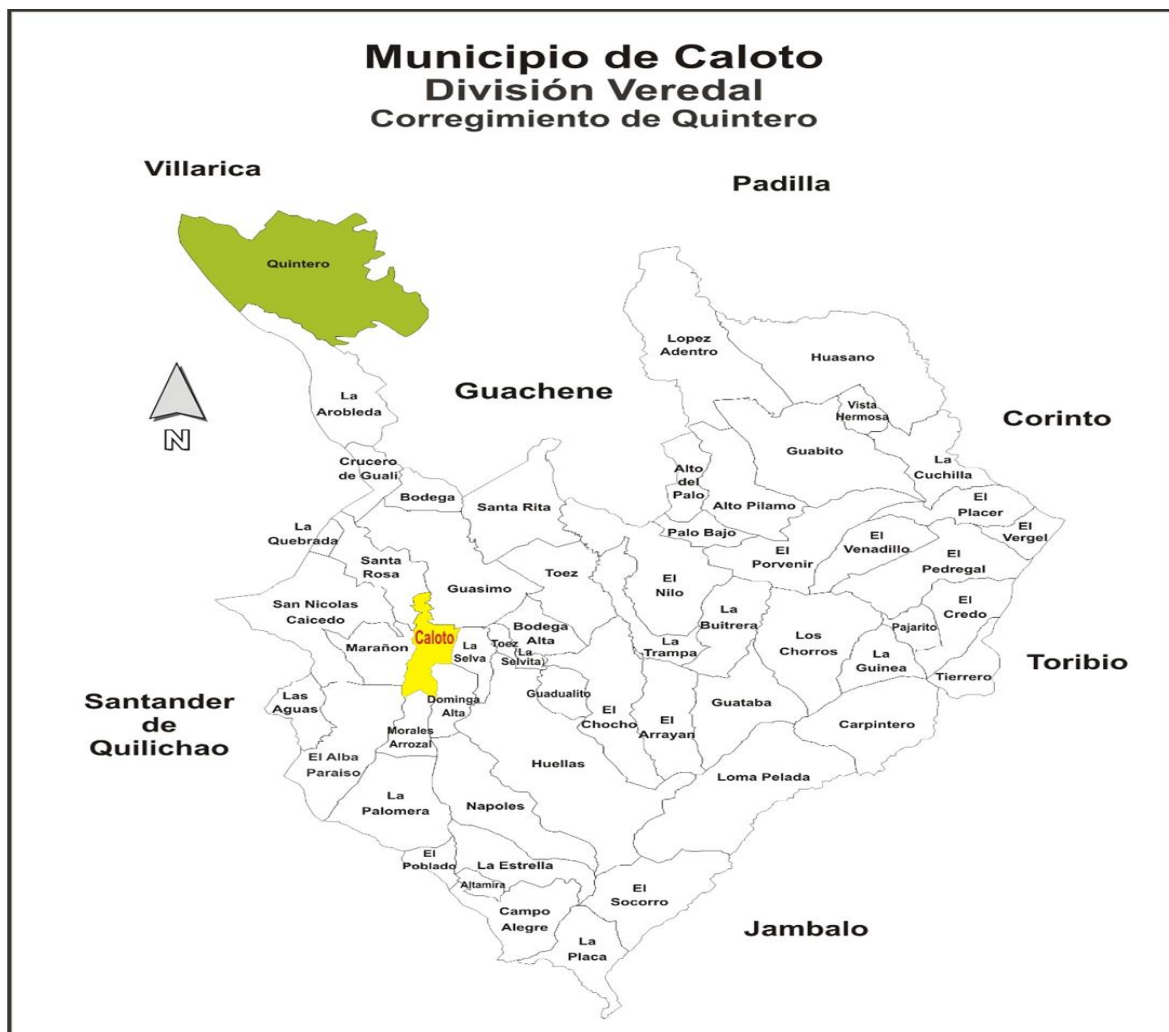 Municipio de Caloto
División Veredal
Corregimiento de Quintero
Villarica
Padilla
Quintero
Lopez
Adentro
Huasano
La
Arobleda
Guachene
Vista
Hermosa
Corinto
N
Crucero
de Guali
Bodega
Santa Rita
Alto
del
Palo
Guabito
La
Cuchilla
Alto Pilamo
El
Placer
La
Quebrada
Palo Bajo
El
Vergel
El
Venadillo
El
Porvenir
El
Pedregal
Santa
Rosa
Guasimo
Toez
El
Nilo
San Nicolas
Caicedo
La
Buitrera
El
Credo
Caloto
Marañon
La
Selva
Toez
Bodega
Alta
La
Selvita
La
Trampa
Los
Chorros
Pajarito
La
Guinea
Tierrero
Toribio
Santander
de
Quilichao
Las
Aguas
Dominga
Alta
Guadualito
El
Chocho
El
Arrayan
Guataba
Carpintero
Morales
Arrozal
El Alba
Paraiso
Huellas
Loma Pelada
La
Palomera
Napoles
El
Poblado
La Estrella
Altamira
El
Socorro
Campo
Alegre
La
Placa
Jambalo